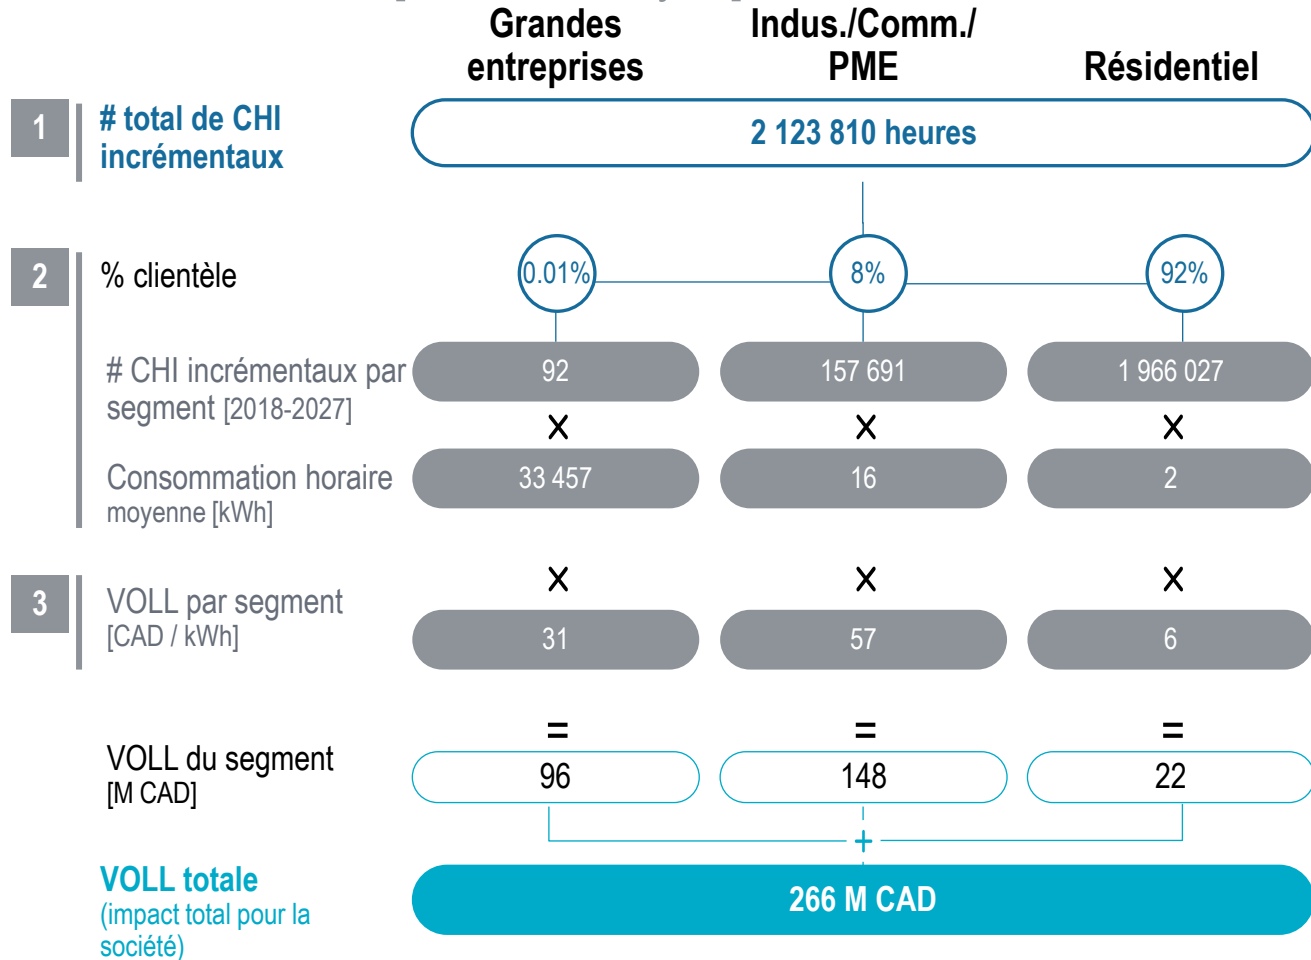 Grandes
entreprises
Indus./Comm./
PME
Résidentiel
1
# total de CHI
incrémentaux
2 123 810 heures
2
% clientèle
0.01%
8%
92%
# CHI incrémentaux par
segment [2018-2027]
92
157 691
1 966 027
×
×
×
Consommation horaire
moyenne [kWh]
33 457
16
2
×
×
×
3
VOLL par segment
[CAD / kWh]
31
57
6
=
=
=
VOLL du segment
[M CAD]
96
148
22
+
VOLL totale
(impact total pour la
société)
266 M CAD